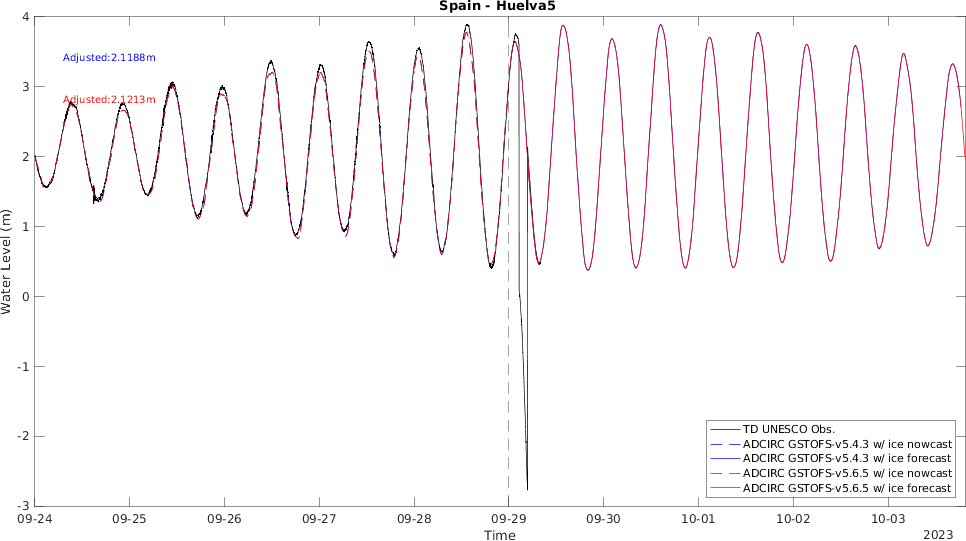 Spain - Huelva5
4
3
2
1
0
-1
-2
-3
Water Level (m)
Adjusted:2.1188m
Adjusted:2.1213m
TD UNESCO Obs.
ADCIRC GSTOFS-v5.4.3 w/ ice nowcast
ADCIRC GSTOFS-v5.4.3 w/ ice forecast
ADCIRC GSTOFS-v5.6.5 w/ ice nowcast
ADCIRC GSTOFS-v5.6.5 w/ ice forecast
09-24 09-25 09-26 09-27 09-28 09-29 09-30 10-01 10-02 10-03
Time
2023